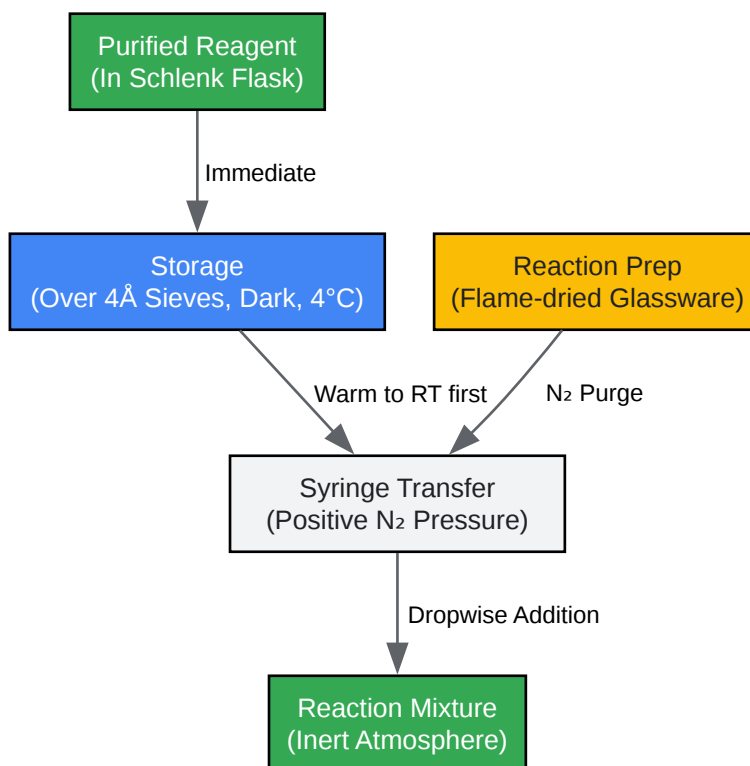 Purified Reagent
(In Schlenk Flask)
Immediate
Storage
(Over 4Å Sieves, Dark, 4°C)
Reaction Prep
(Flame-dried Glassware)
Warm to RT first
N₂ Purge
Syringe Transfer
(Positive N₂ Pressure)
Dropwise Addition
Reaction Mixture
(Inert Atmosphere)